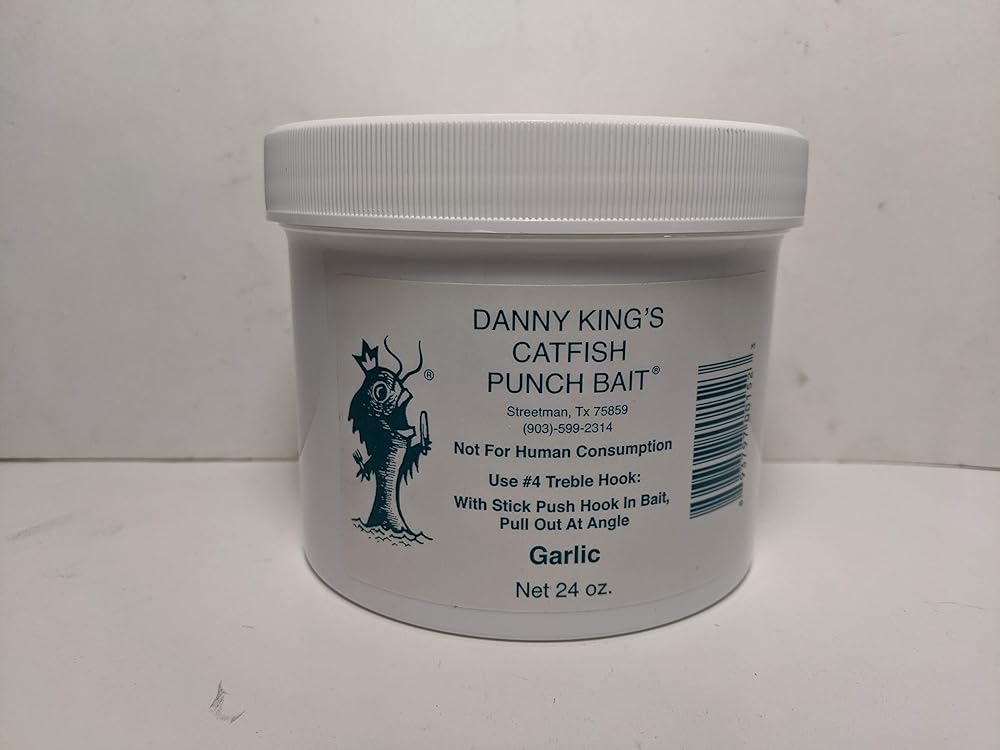 DANNY KING'S
CATFISH
PUNCH BAIT®
®
Streetman, Tx 75859
(903)-599-2314
Not For Human Consumption
Use #4 Treble Hook:
With Stick Push Hook In Bait,
Pull Out At Angle
Garlic
Net 24 oz.